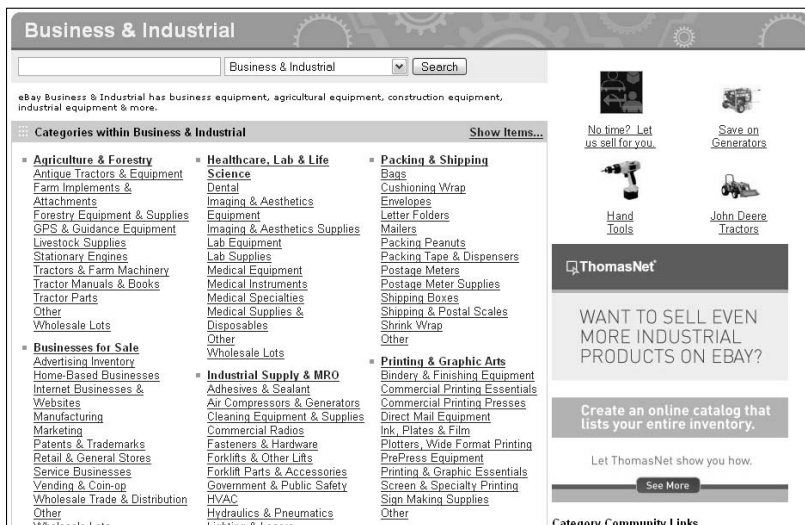 Business & Industrial
Business & Industrial
Search
eBay Business & Industrial has business equipment, agricultural equipment, construction equipment,
industrial equipment & more.
Categories within Business & Industrial
Show Items...
Agriculture & Forestry
Antique Tractors & Equipment
Farm Implements &
Attachments
Forestry Equipment & Supplies
GPS & Guidance Equipment
Livestock Supplies
Stationary Engines
Tractors & Farm Machinery
Tractor Manuals & Books
Tractor Parts
Other
Wholesale Lots
Businesses for Sale
Advertising Inventory
Home-Based Businesses
Internet Businesses &
Websites
Manufacturing
Marketing
Patents & Trademarks
Retail & General Stores
Service Businesses
Vending & Coin-op
Wholesale Trade & Distribution
Other
Wholesale Lots
Healthcare, Lab & Life
Science
Dental
Imaging & Aesthetics
Equipment
Imaging & Aesthetics Supplies
Lab Equipment
Lab Supplies
Medical Equipment
Medical Instruments
Medical Specialties
Medical Supplies &
Disposables
Other
Wholesale Lots
Industrial Supply & MRO
Adhesives & Sealant
Air Compressors & Generators
Cleaning Equipment & Supplies
Commercial Radios
Fasteners & Hardware
Forklifts & Other Lifts
Forklift Parts & Accessories
Government & Public Safety
HVAC
Hydraulics & Pneumatics
Lighting & Lasers
Packing & Shipping
Bags
Cushioning Wrap
Envelopes
Letter Folders
Mailers
Packing Peanuts
Packing Tape & Dispensers
Postage Meters
Postage Meter Supplies
Shipping Boxes
Shipping & Postal Scales
Shrink Wrap
Other
Printing & Graphic Arts
Bindery & Finishing Equipment
Commercial Printing Essentials
Commercial Printing Presses
Direct Mail Equipment
Ink, Plates & Film
Plotters, Wide Format Printing
PrePress Equipment
Printing & Graphic Essentials
Screen & Specialty Printing
Sign Making Supplies
Other
No time? Let
us sell for you.
Save on
Generators
Hand
Tools
John Deere
Tractors
ThomasNet
WANT TO SELL EVEN
MORE INDUSTRIAL
PRODUCTS ON EBAY?
Create an online catalog that
lists your entire inventory.
Let ThomasNet show you how.
See More
Category Community Links